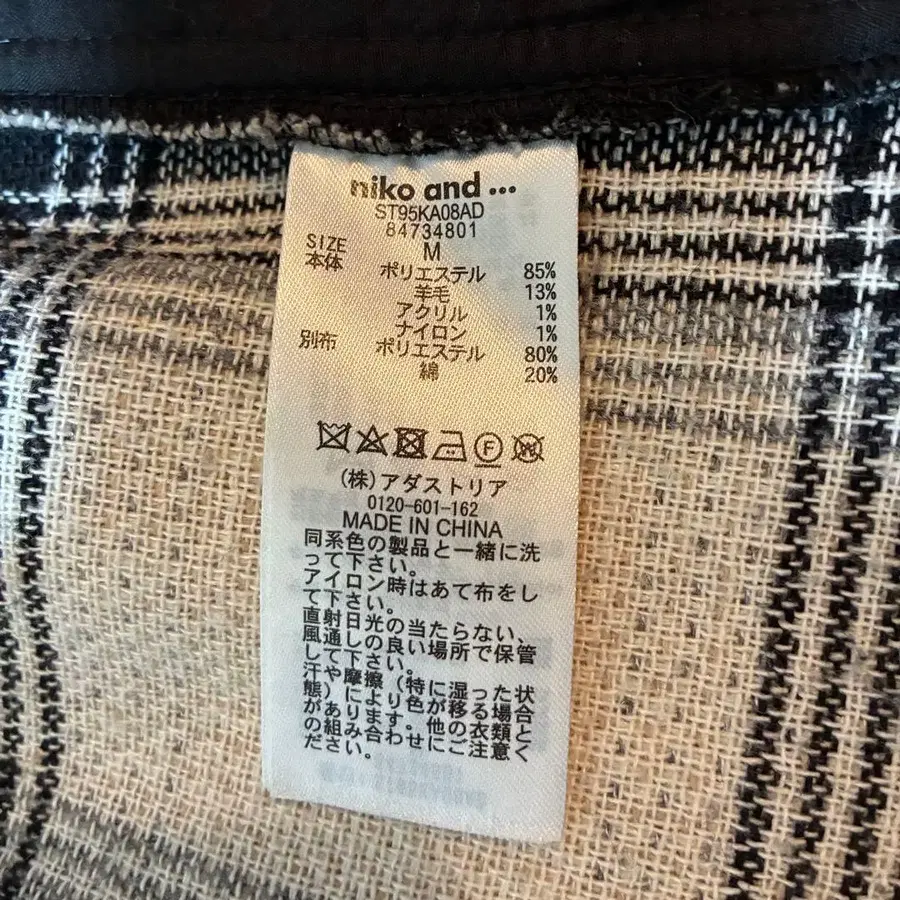 niko and ...
ST95KA08AD
84734801
SIZE M
本体 ポリエステル 85%
羊毛 13%
アクリル 1%
ナイロン 1%
別布 ポリエステル 80%
綿 20%
F W
(株)アダストリア
0120-601-162
MADE IN CHINA
同系色の製品と一緒に洗
って下さい。
アイロン時はあて布をし
て下さい。
直射日光の当たらない、
風通しの良い場所で保管
して下さい。
汗や摩擦(特に湿った状
態)により色が移る場合
があります。他の衣類と
の組み合わせにご注意く
ださい。